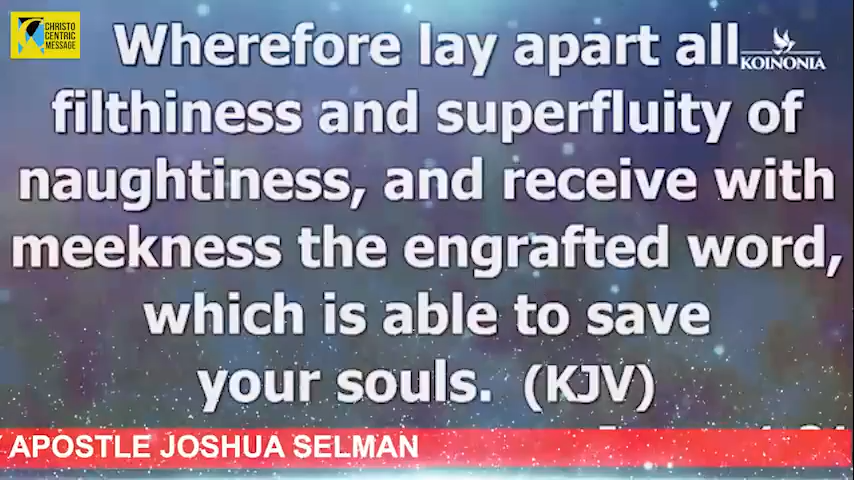 CHRISTO
CENTRIC
MESSAGE
KOINONIA
Wherefore lay apart all
filthiness and superfluity of
naughtiness, and receive with
meekness the engrafted word,
which is able to save
your souls. (KJV)
APOSTLE JOSHUA SELMAN